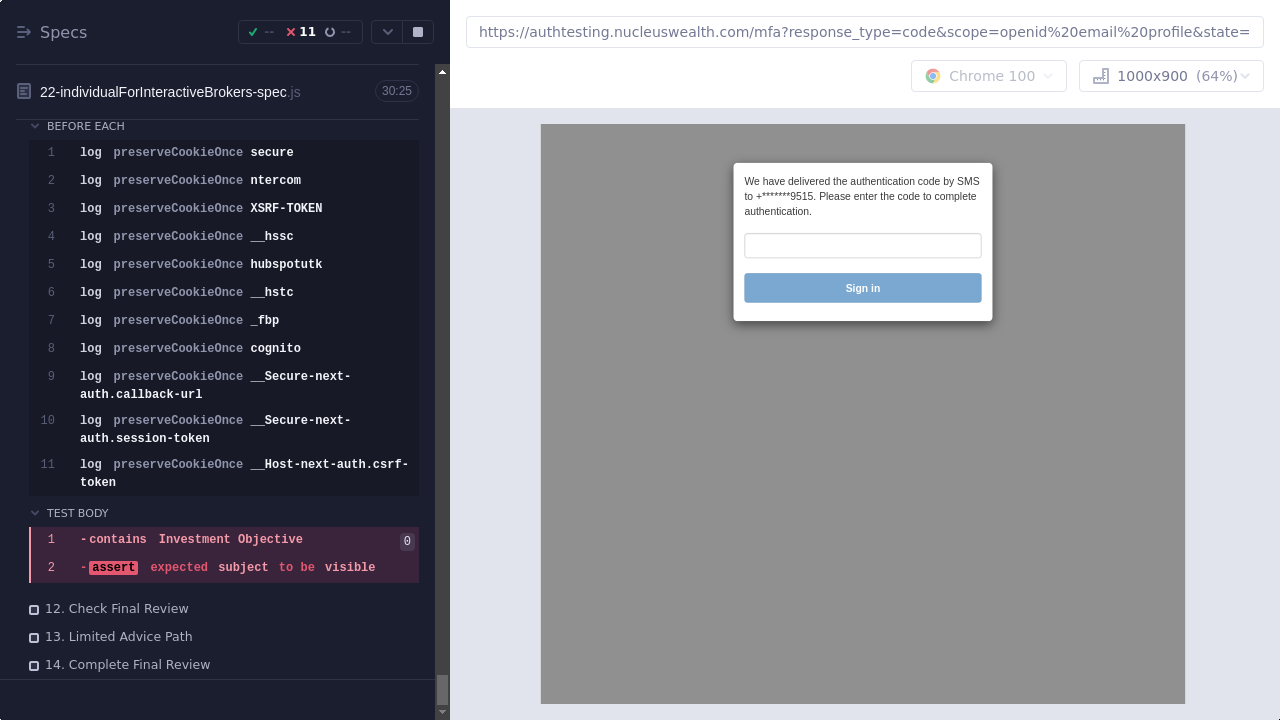 Specs
-- 11 --
22-individualForInteractiveBrokers-spec.js 30:25
BEFORE EACH
1 log preserveCookieOnce secure
2 log preserveCookieOnce ntercom
3 log preserveCookieOnce XSRF-TOKEN
4 log preserveCookieOnce __hssc
5 log preserveCookieOnce hubspotutk
6 log preserveCookieOnce __hstc
7 log preserveCookieOnce _fbp
8 log preserveCookieOnce cognito
9 log preserveCookieOnce __Secure-next-
auth.callback-url
10 log preserveCookieOnce __Secure-next-
auth.session-token
11 log preserveCookieOnce __Host-next-auth.csrf-
token
TEST BODY
1 -contains Investment Objective 0
2 -assert expected subject to be visible
12. Check Final Review
13. Limited Advice Path
14. Complete Final Review
https://authtesting.nucleuswealth.com/mfa?response_type=code&scope=openid%20email%20profile&state=
Chrome 100
1000x900 (64%)
We have delivered the authentication code by SMS
to +*******9515. Please enter the code to complete
authentication.
Sign in